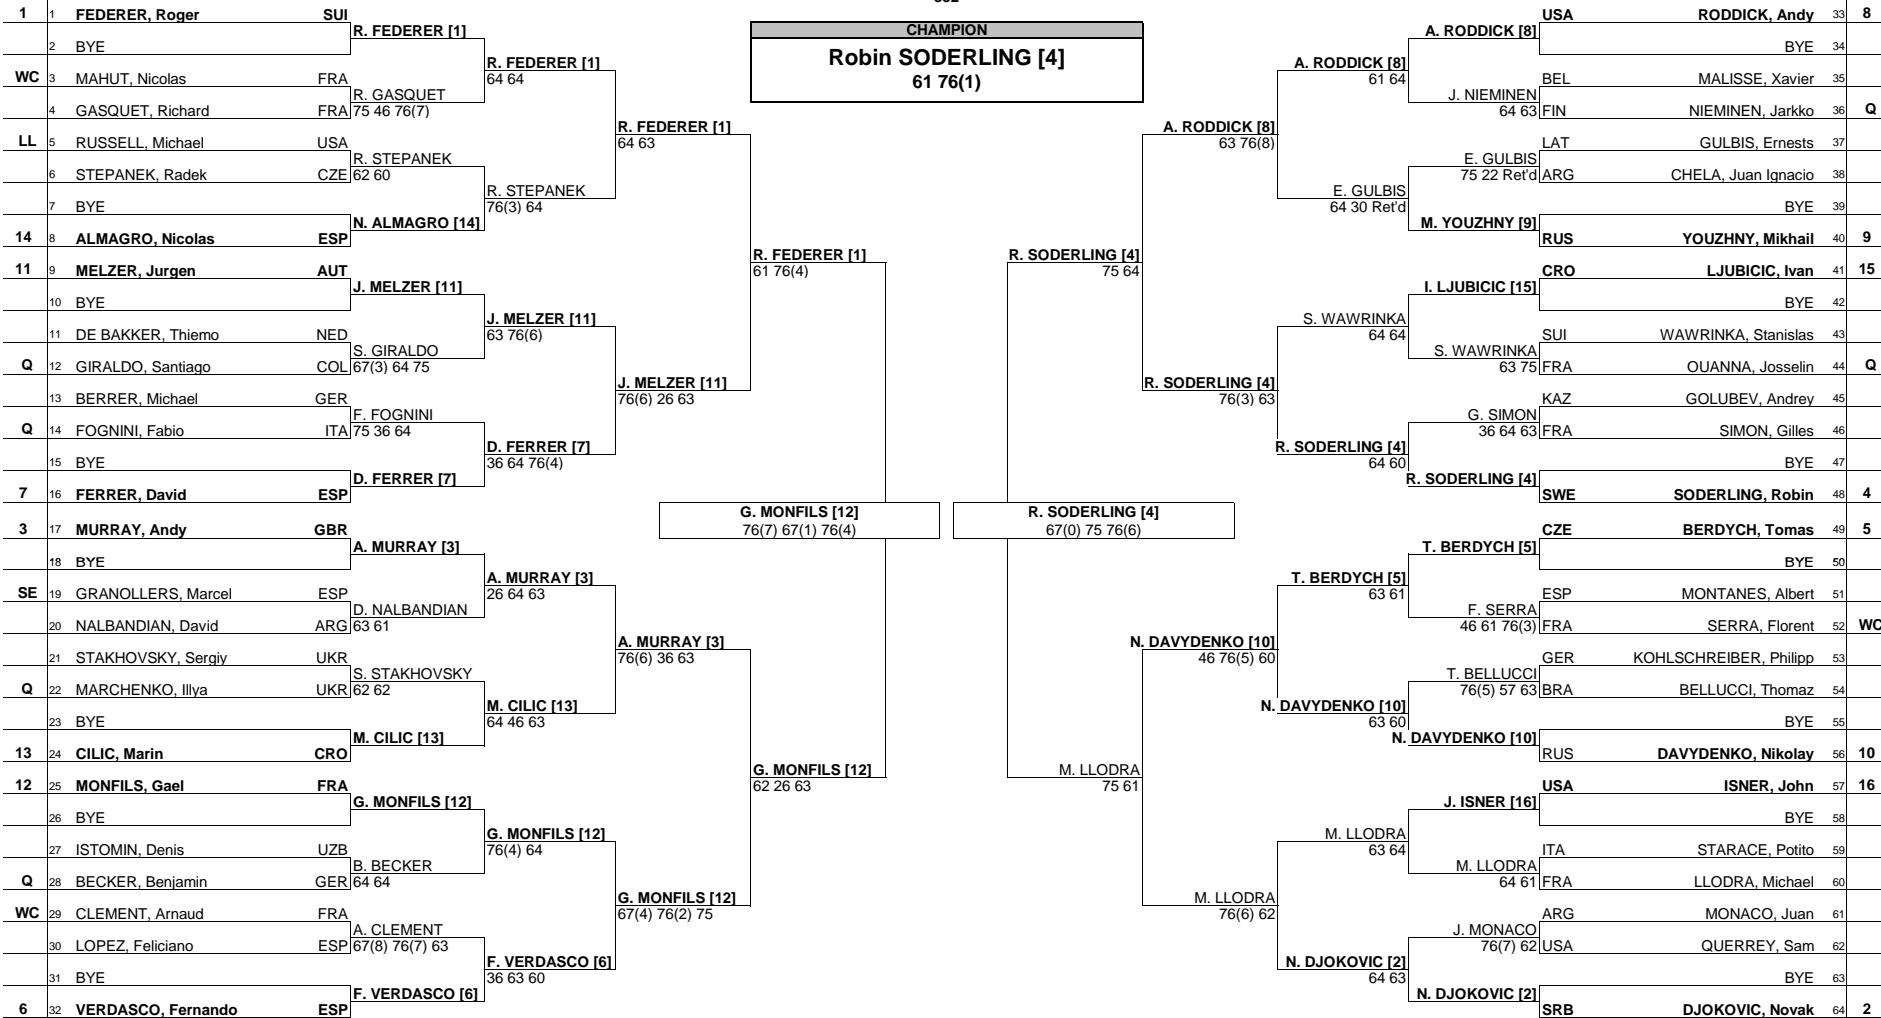 CHAMPION
Robin SODERLING [4]
61 76(1)
1 1 FEDERER, Roger SUI
2 BYE
WC 3 MAHUT, Nicolas FRA
4 GASQUET, Richard FRA
LL 5 RUSSELL, Michael USA
6 STEPANEK, Radek CZE
7 BYE
14 8 ALMAGRO, Nicolas ESP
11 9 MELZER, Jurgen AUT
10 BYE
11 DE BAKKER, Thiemo NED
Q 12 GIRALDO, Santiago COL
13 BERRER, Michael GER
Q 14 FOGNINI, Fabio ITA
15 BYE
7 16 FERRER, David ESP
3 17 MURRAY, Andy GBR
18 BYE
SE 19 GRANOLLERS, Marcel ESP
20 NALBANDIAN, David ARG
21 STAKHOVSKY, Sergiy UKR
Q 22 MARCHENKO, Illya UKR
23 BYE
13 24 CILIC, Marin CRO
12 25 MONFILS, Gael FRA
26 BYE
27 ISTOMIN, Denis UZB
Q 28 BECKER, Benjamin GER
WC 29 CLEMENT, Arnaud FRA
30 LOPEZ, Feliciano ESP
31 BYE
6 32 VERDASCO, Fernando ESP
R. FEDERER [1]
R. GASQUET
75 46 76(7)
R. STEPANEK
62 60
N. ALMAGRO [14]
J. MELZER [11]
S. GIRALDO
67(3) 64 75
F. FOGNINI
75 36 64
D. FERRER [7]
A. MURRAY [3]
D. NALBANDIAN
63 61
S. STAKHOVSKY
62 62
M. CILIC [13]
G. MONFILS [12]
B. BECKER
64 64
A. CLEMENT
67(8) 76(7) 63
F. VERDASCO [6]
R. FEDERER [1]
64 64
R. STEPANEK
76(3) 64
J. MELZER [11]
63 76(6)
D. FERRER [7]
36 64 76(4)
A. MURRAY [3]
26 64 63
M. CILIC [13]
64 46 63
G. MONFILS [12]
76(4) 64
F. VERDASCO [6]
36 63 60
R. FEDERER [1]
64 63
J. MELZER [11]
76(6) 26 63
A. MURRAY [3]
76(6) 36 63
G. MONFILS [12]
67(4) 76(2) 75
R. FEDERER [1]
61 76(4)
G. MONFILS [12]
62 26 63
G. MONFILS [12]
76(7) 67(1) 76(4)
R. SODERLING [4]
67(0) 75 76(6)
R. SODERLING [4]
75 64
M. LLODRA
75 61
A. RODDICK [8]
63 76(8)
R. SODERLING [4]
76(3) 63
N. DAVYDENKO [10]
46 76(5) 60
M. LLODRA
76(6) 62
A. RODDICK [8]
61 64
E. GULBIS
64 30 Ret'd
S. WAWRINKA
64 64
R. SODERLING [4]
64 60
T. BERDYCH [5]
63 61
N. DAVYDENKO [10]
63 60
M. LLODRA
63 64
N. DJOKOVIC [2]
64 63
A. RODDICK [8]
J. NIEMINEN
64 63
E. GULBIS
75 22 Ret'd
M. YOUZHNY [9]
I. LJUBICIC [15]
S. WAWRINKA
63 75
G. SIMON
36 64 63
R. SODERLING [4]
T. BERDYCH [5]
F. SERRA
46 61 76(3)
T. BELLUCCI
76(5) 57 63
N. DAVYDENKO [10]
J. ISNER [16]
M. LLODRA
64 61
J. MONACO
76(7) 62
N. DJOKOVIC [2]
USA RODDICK, Andy 33 8
BYE 34
BEL MALISSE, Xavier 35
FIN NIEMINEN, Jarkko 36 Q
LAT GULBIS, Ernests 37
ARG CHELA, Juan Ignacio 38
BYE 39
RUS YOUZHNY, Mikhail 40 9
CRO LJUBICIC, Ivan 41 15
BYE 42
SUI WAWRINKA, Stanislas 43
FRA OUANNA, Josselin 44 Q
KAZ GOLUBEV, Andrey 45
FRA SIMON, Gilles 46
BYE 47
SWE SODERLING, Robin 48 4
CZE BERDYCH, Tomas 49 5
BYE 50
ESP MONTANES, Albert 51
FRA SERRA, Florent 52 WC
GER KOHLSCHREIBER, Philipp 53
BRA BELLUCCI, Thomaz 54
BYE 55
RUS DAVYDENKO, Nikolay 56 10
USA ISNER, John 57 16
BYE 58
ITA STARACE, Potito 59
FRA LLODRA, Michael 60
ARG MONACO, Juan 61
USA QUERREY, Sam 62
BYE 63
SRB DJOKOVIC, Novak 64 2